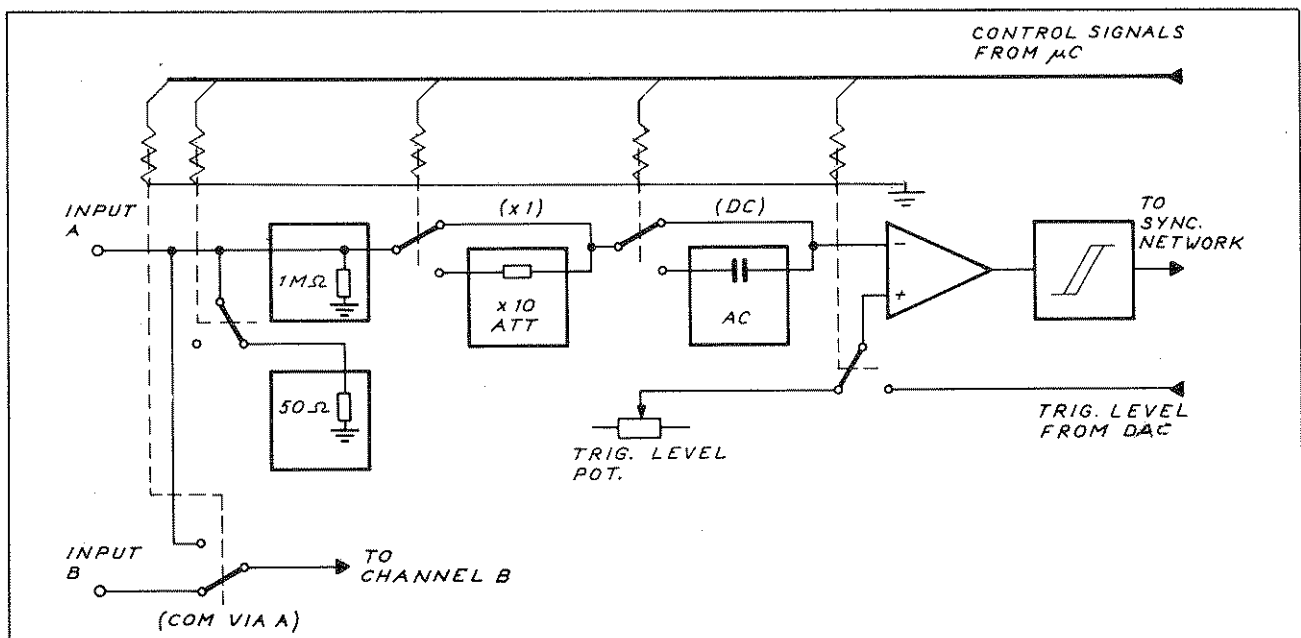 CONTROL SIGNALS
FROM μC
INPUT
A
(x1)
(DC)
TO
SYNC.
NETWORK
1MΩ
x 10
ATT
AC
−
+
50Ω
TRIG. LEVEL
POT.
TRIG. LEVEL
FROM DAC
INPUT
B
TO
CHANNEL B
(COM VIA A)